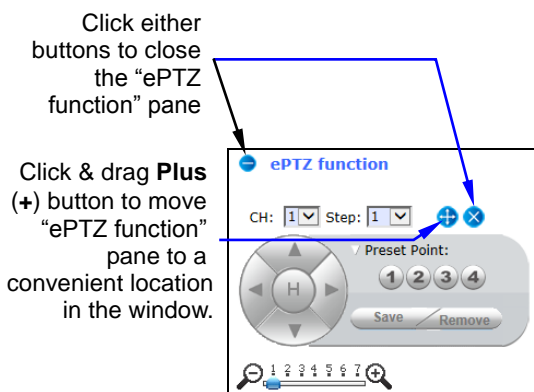 Click either
buttons to close
the “ePTZ
function” pane
Click & drag Plus
(+) button to move
“ePTZ function”
pane to a
convenient location
in the window.
ePTZ function
CH: 1 Step: 1
Preset Point:
H
1 2 3 4
Save Remove
1 2 3 4 5 6 7